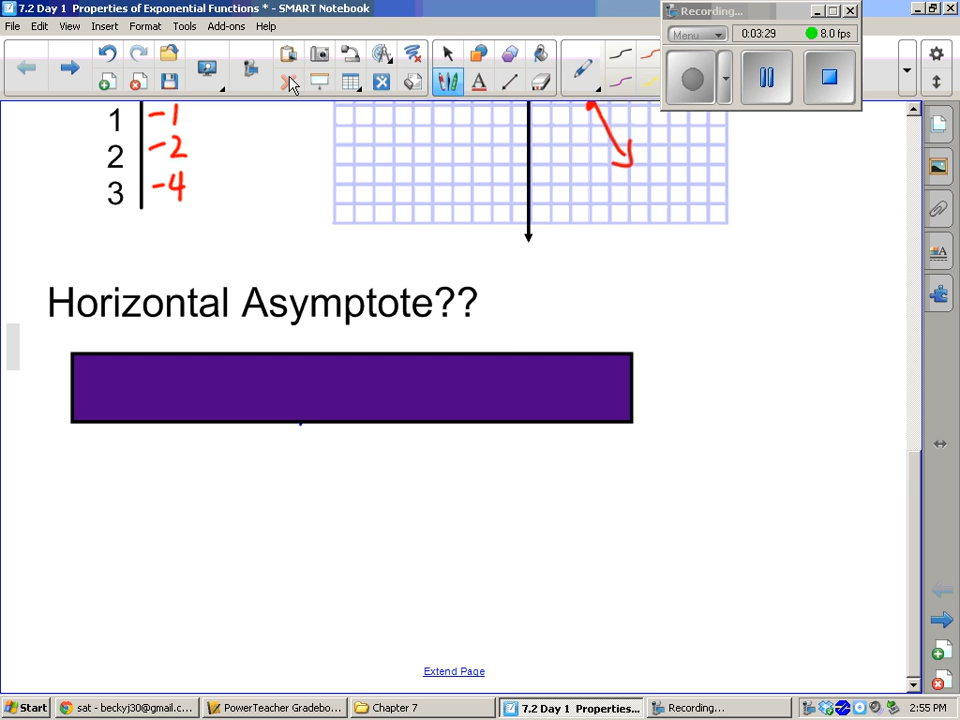 7.2 Day 1 Properties of Exponential Functions * - SMART Notebook
File Edit View Insert Format Tools Add-ons Help
Recording...
Menu 0:03:29 8.0 fps
1 -1
2 -2
3 -4
Horizontal Asymptote??
Extend Page
Start sat - beckyj30@gmail.c... PowerTeacher Gradebo... Chapter 7 7.2 Day 1 Properties... Recording... 2:55 PM